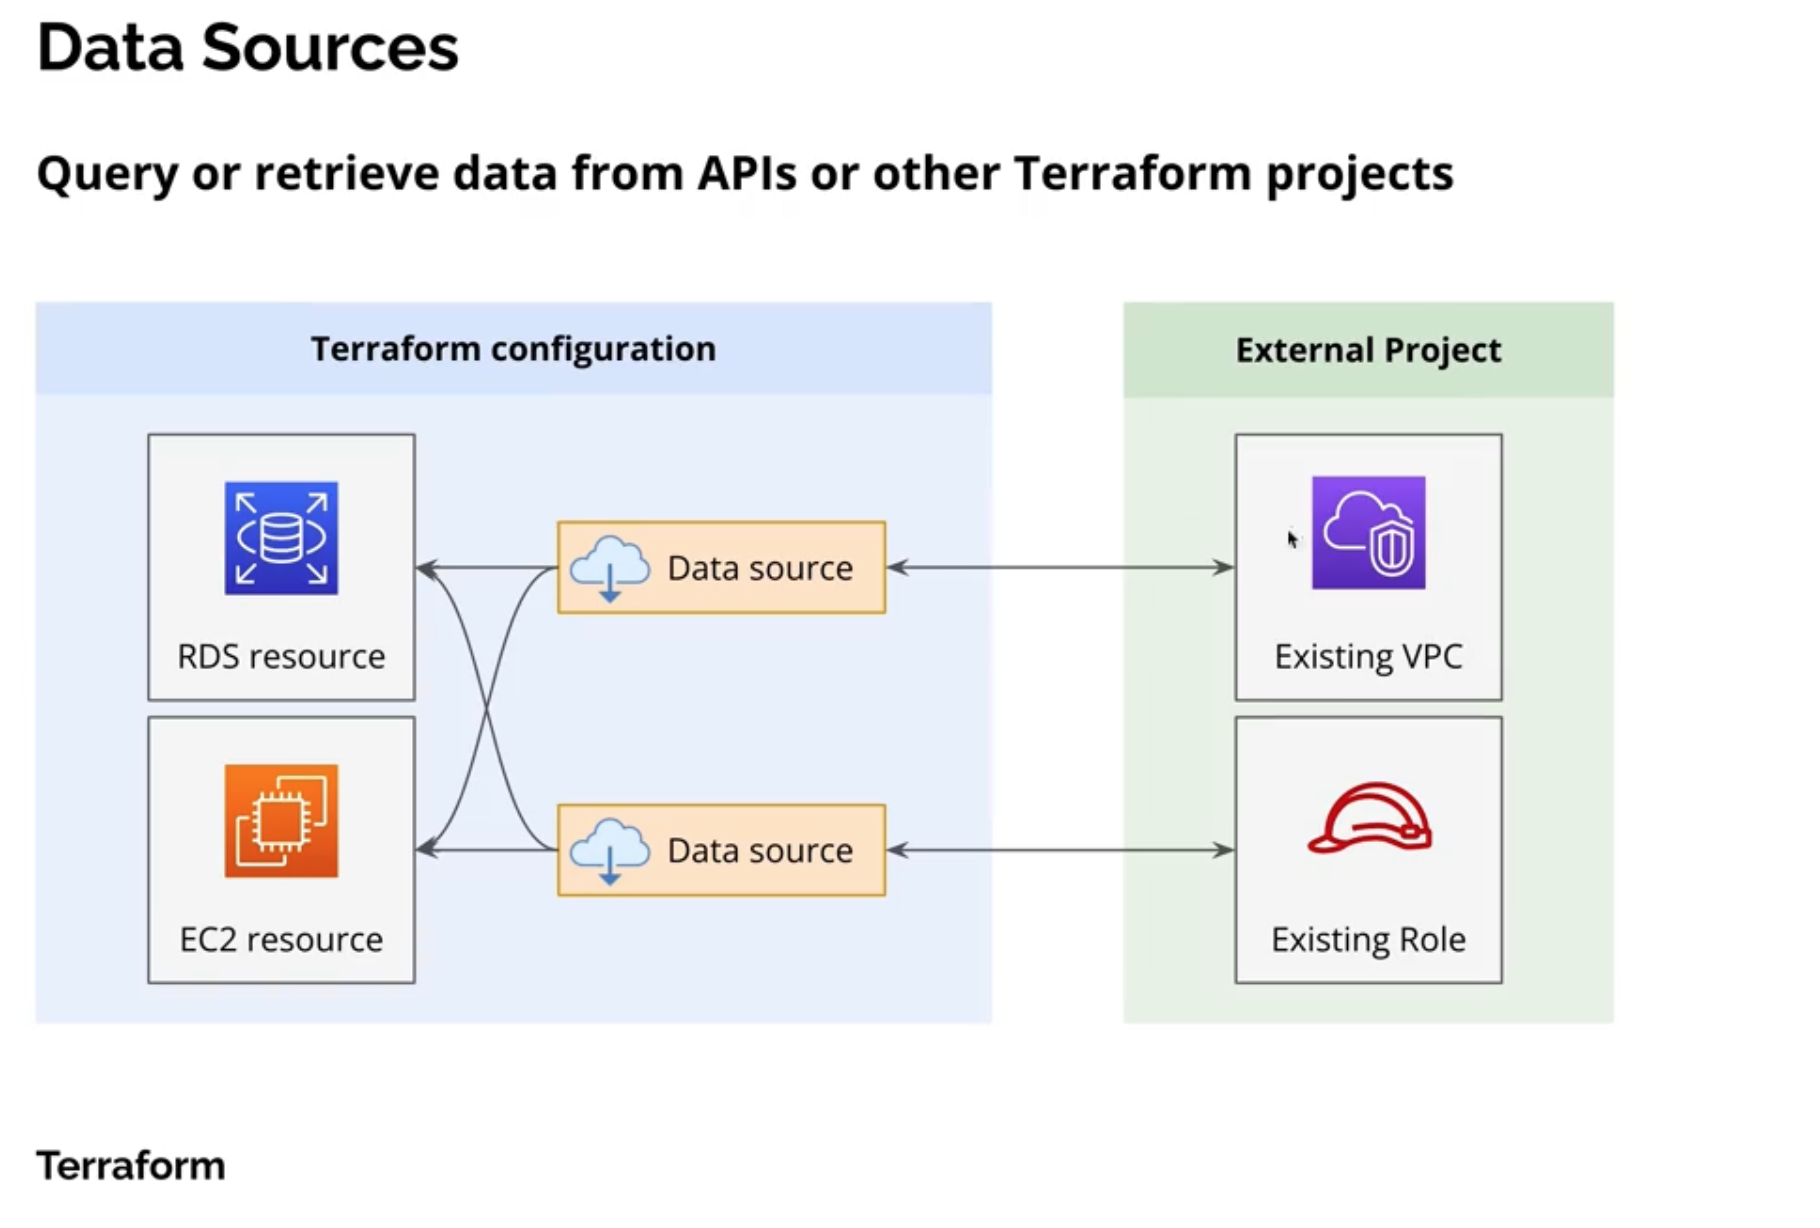 Data Sources
Query or retrieve data from APIs or other Terraform projects
Terraform configuration
External Project
RDS resource
Data source
Existing VPC
EC2 resource
Data source
Existing Role
Terraform